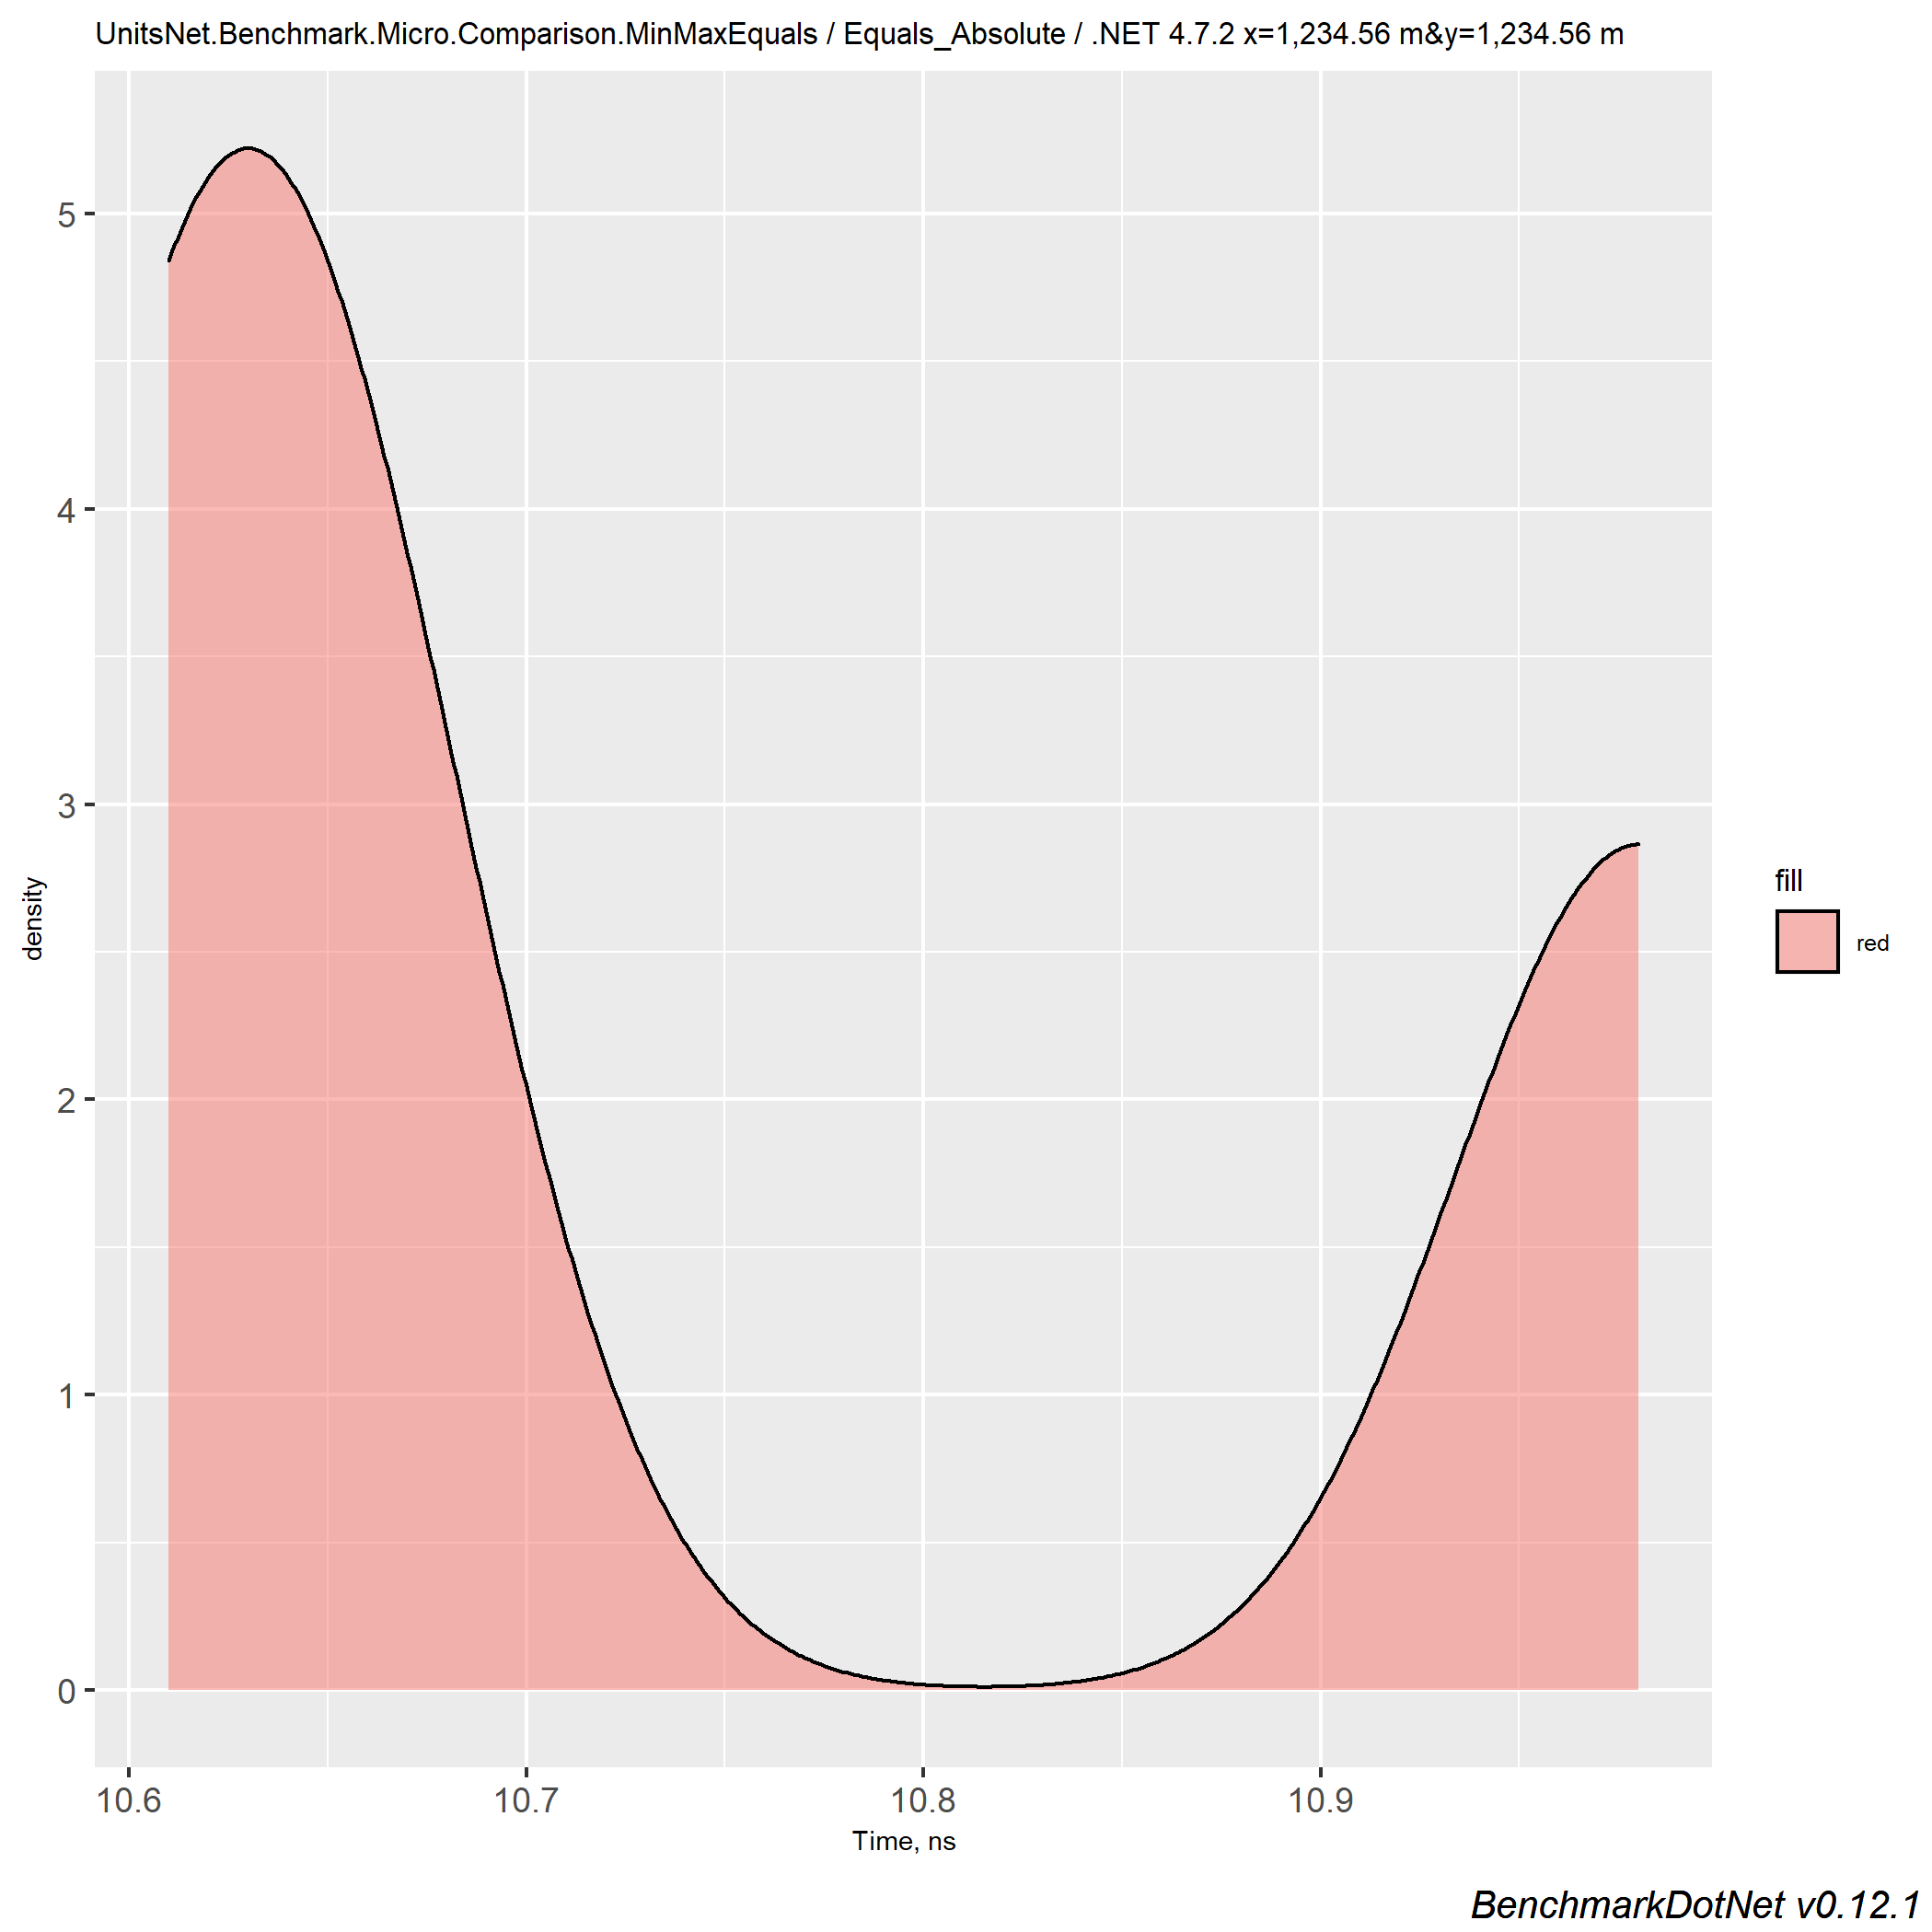 UnitsNet.Benchmark.Micro.Comparison.MinMaxEquals / Equals_Absolute / .NET 4.7.2 x=1,234.56 m&y=1,234.56 m
5
4
3
2
1
0
density
10.6 10.7 10.8 10.9
Time, ns
fill
red
BenchmarkDotNet v0.12.1